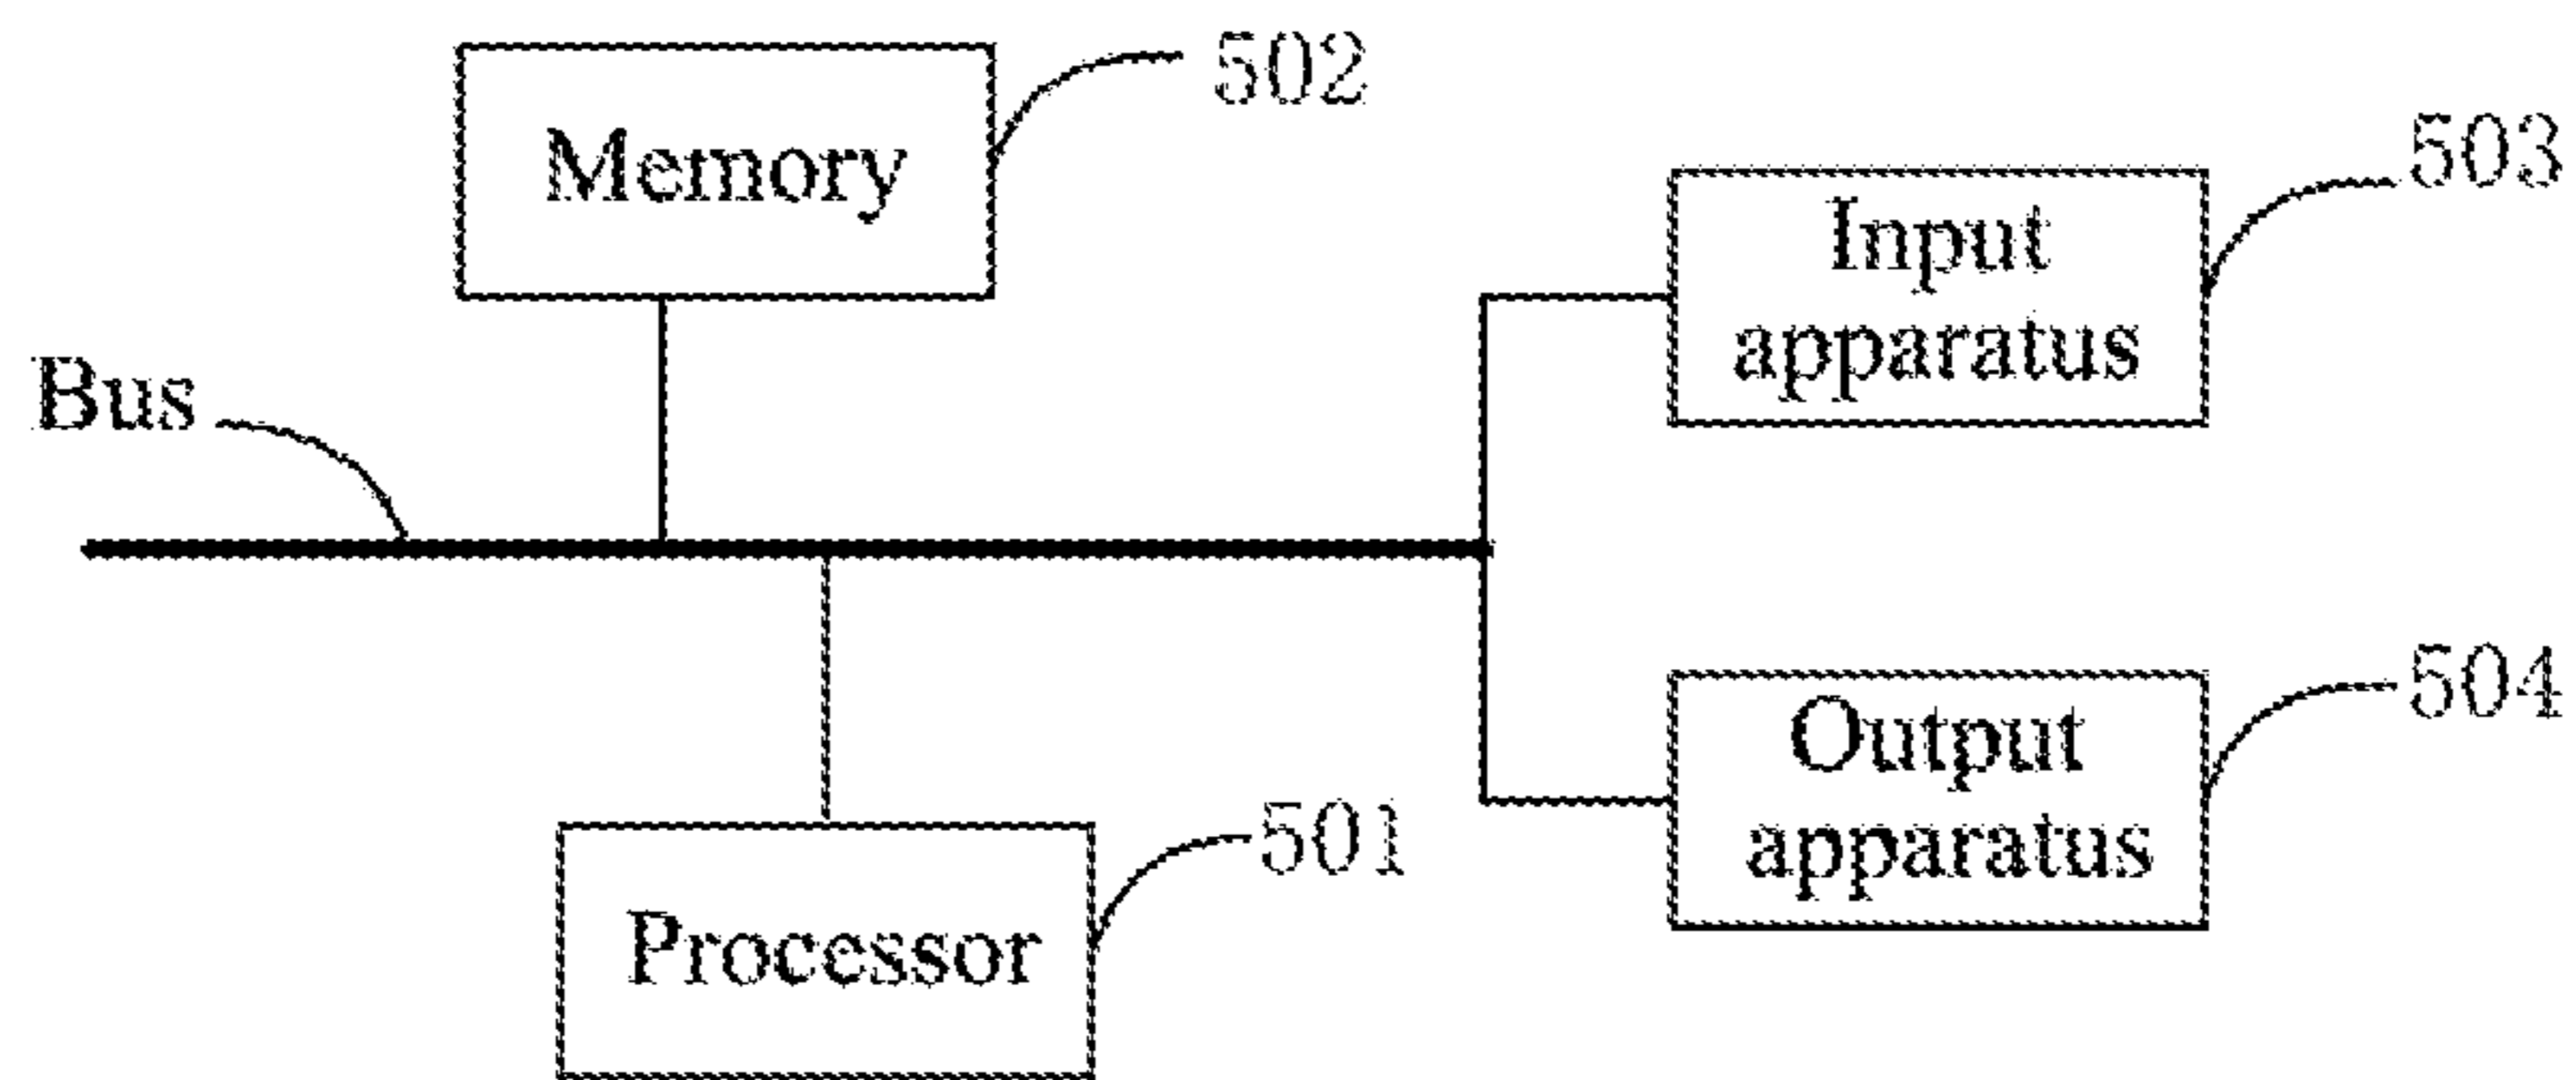 502
Memory
503
Input
apparatus
Bus
504
Output
apparatus
501
Processor